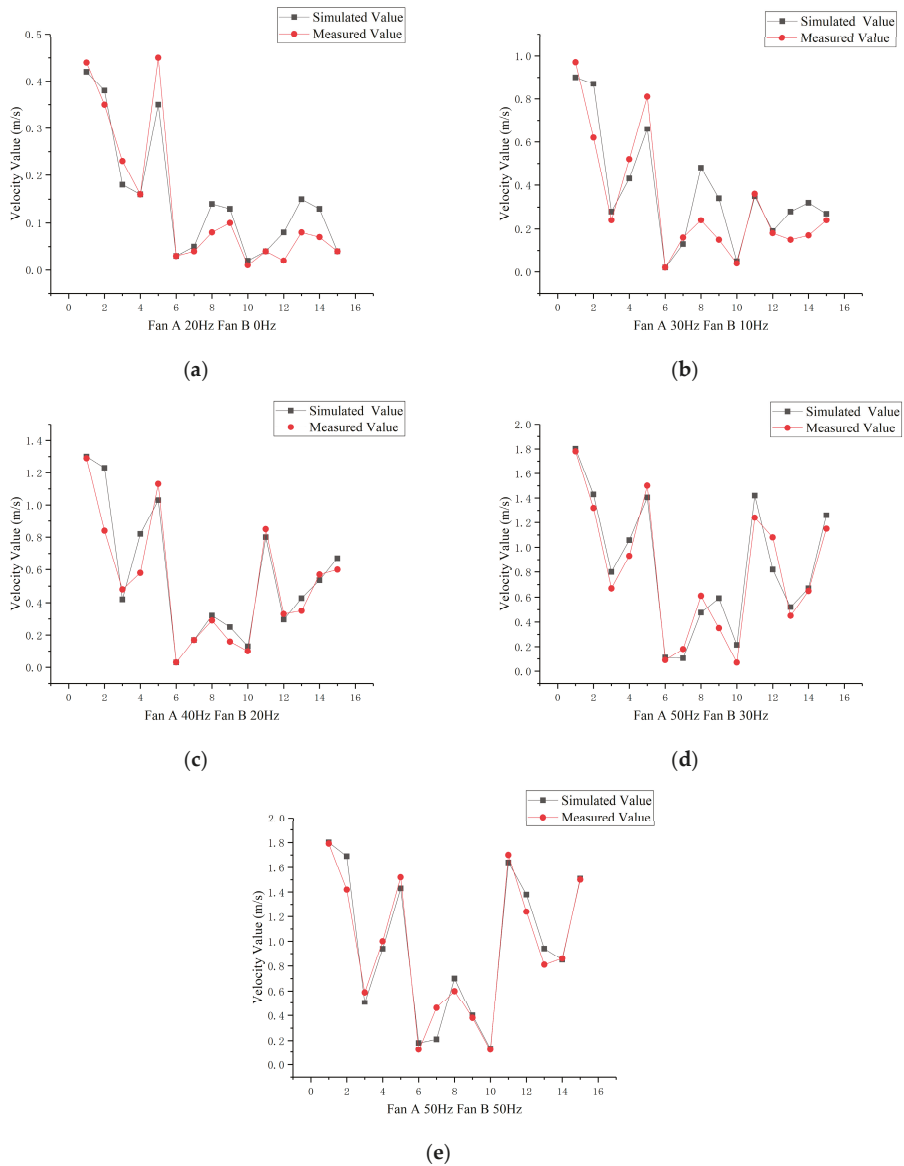 Simulated Value
Measured Value
Velocity Value (m/s)
0.5
0.4
0.3
0.2
0.1
0.0
0 2 4 6 8 10 12 14 16
Fan A 20Hz Fan B 0Hz
(a)
Simulated Value
Measured Value
Velocity Value (m/s)
1.0
0.8
0.6
0.4
0.2
0.0
0 2 4 6 8 10 12 14 16
Fan A 30Hz Fan B 10Hz
(b)
Simulated Value
Measured Value
Velocity Value (m/s)
1.4
1.2
1.0
0.8
0.6
0.4
0.2
0.0
0 2 4 6 8 10 12 14 16
Fan A 40Hz Fan B 20Hz
(c)
Simulated Value
Measured Value
Velocity Value (m/s)
2.0
1.8
1.6
1.4
1.2
1.0
0.8
0.6
0.4
0.2
0.0
0 2 4 6 8 10 12 14 16
Fan A 50Hz Fan B 30Hz
(d)
Simulated Value
Measured Value
Velocity Value (m/s)
2.0
1.8
1.6
1.4
1.2
1.0
0.8
0.6
0.4
0.2
0.0
0 2 4 6 8 10 12 14 16
Fan A 50Hz Fan B 50Hz
(e)